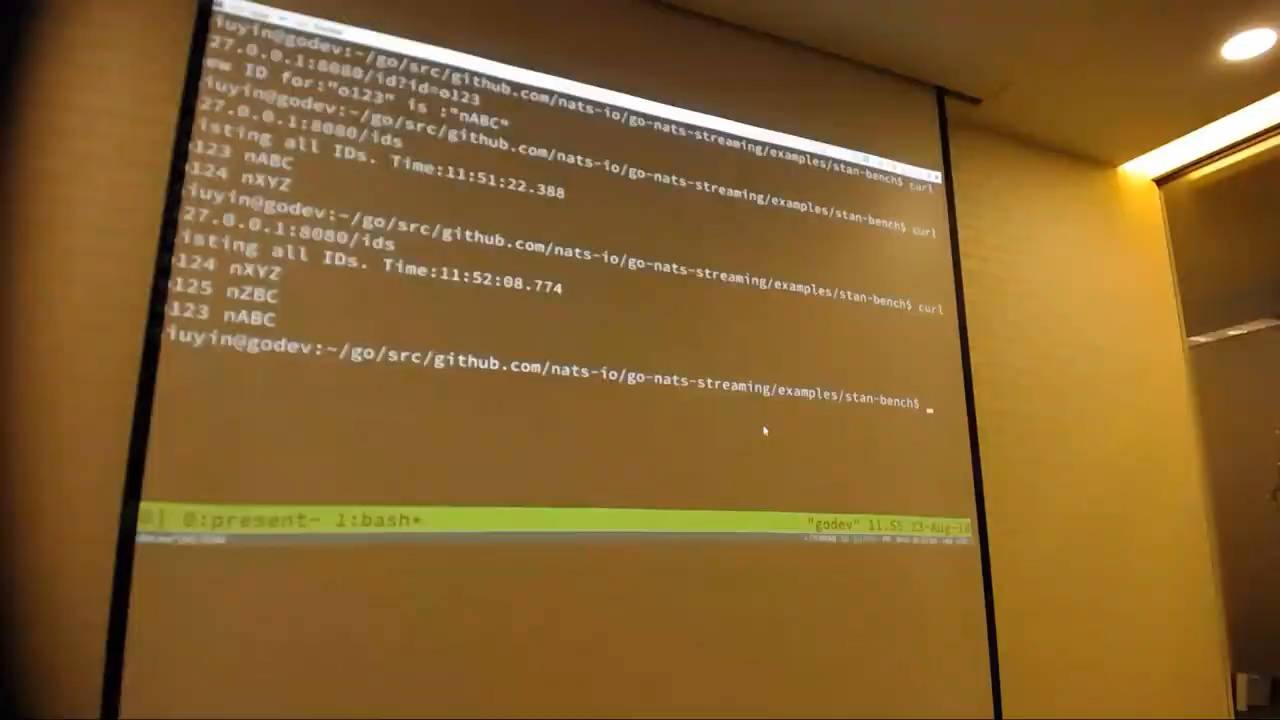 iuyin@godev:~/go/src/github.com/nats-io/go-nats-streaming/examples/stan-bench$ curl
27.0.0.1:8080/id?id=o123
ew ID for:"o123" is :"nABC"
iuyin@godev:~/go/src/github.com/nats-io/go-nats-streaming/examples/stan-bench$ curl
27.0.0.1:8080/ids
isting all IDs. Time:11:51:22.388
123 nABC
124 nXYZ
iuyin@godev:~/go/src/github.com/nats-io/go-nats-streaming/examples/stan-bench$ curl
27.0.0.1:8080/ids
isting all IDs. Time:11:52:08.774
124 nXYZ
125 nZBC
123 nABC
iuyin@godev:~/go/src/github.com/nats-io/go-nats-streaming/examples/stan-bench$
0] 0:present- 1:bash* "godev" 11:55 23-Aug-18